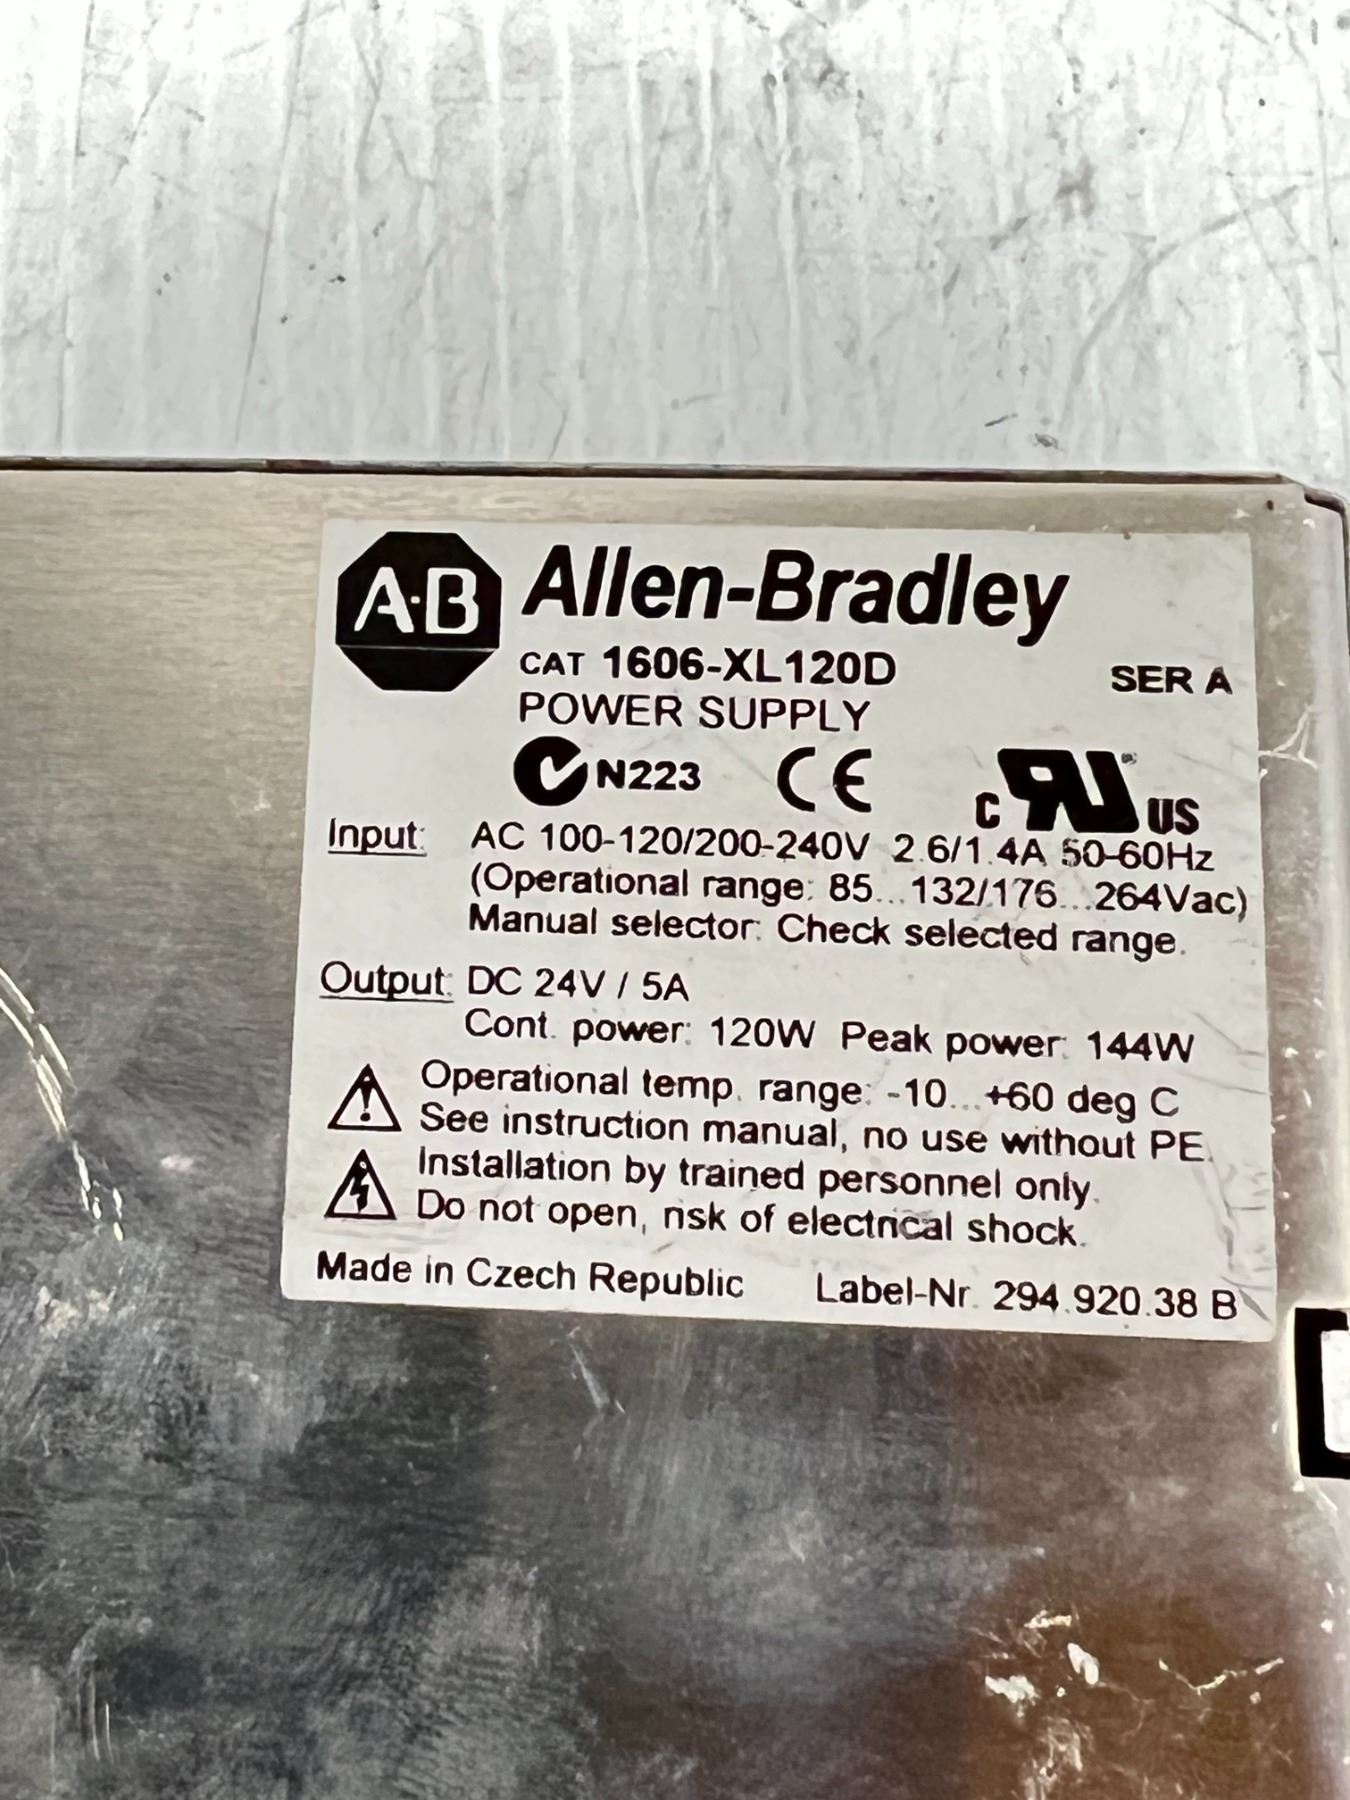 A·B Allen-Bradley
CAT 1606-XL120D SER A
POWER SUPPLY
N223 CE c RU US
Input: AC 100-120/200-240V 2.6/1.4A 50-60Hz
(Operational range: 85...132/176...264Vac)
Manual selector: Check selected range.
Output: DC 24V / 5A
Cont. power: 120W Peak power: 144W
Operational temp. range: -10...+60 deg C
See instruction manual, no use without PE.
Installation by trained personnel only.
Do not open, risk of electrical shock.
Made in Czech Republic Label-Nr. 294.920.38 B